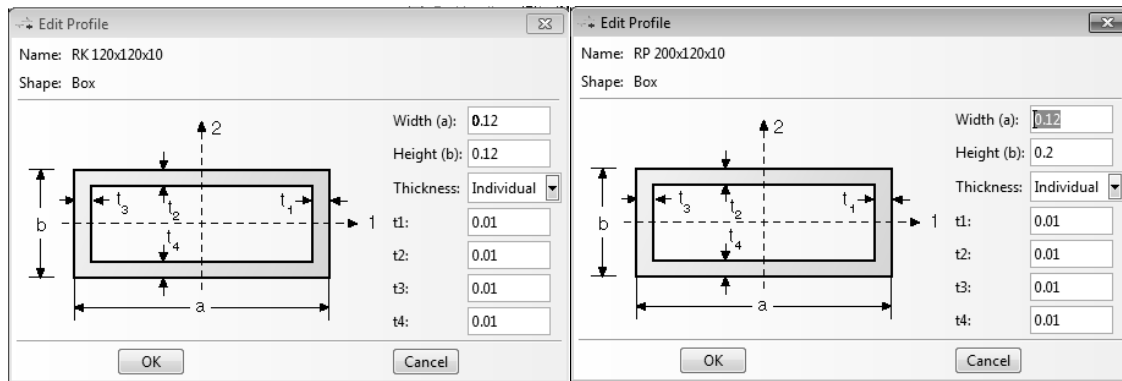 Edit Profile
Name: RK 120x120x10
Shape: Box
2
t3
t2
t1
b
1
t4
a
Width (a): 0.12
Height (b): 0.12
Thickness: Individual
t1: 0.01
t2: 0.01
t3: 0.01
t4: 0.01
OK
Cancel
Edit Profile
Name: RP 200x120x10
Shape: Box
2
t3
t2
t1
b
1
t4
a
Width (a): 0.12
Height (b): 0.2
Thickness: Individual
t1: 0.01
t2: 0.01
t3: 0.01
t4: 0.01
OK
Cancel